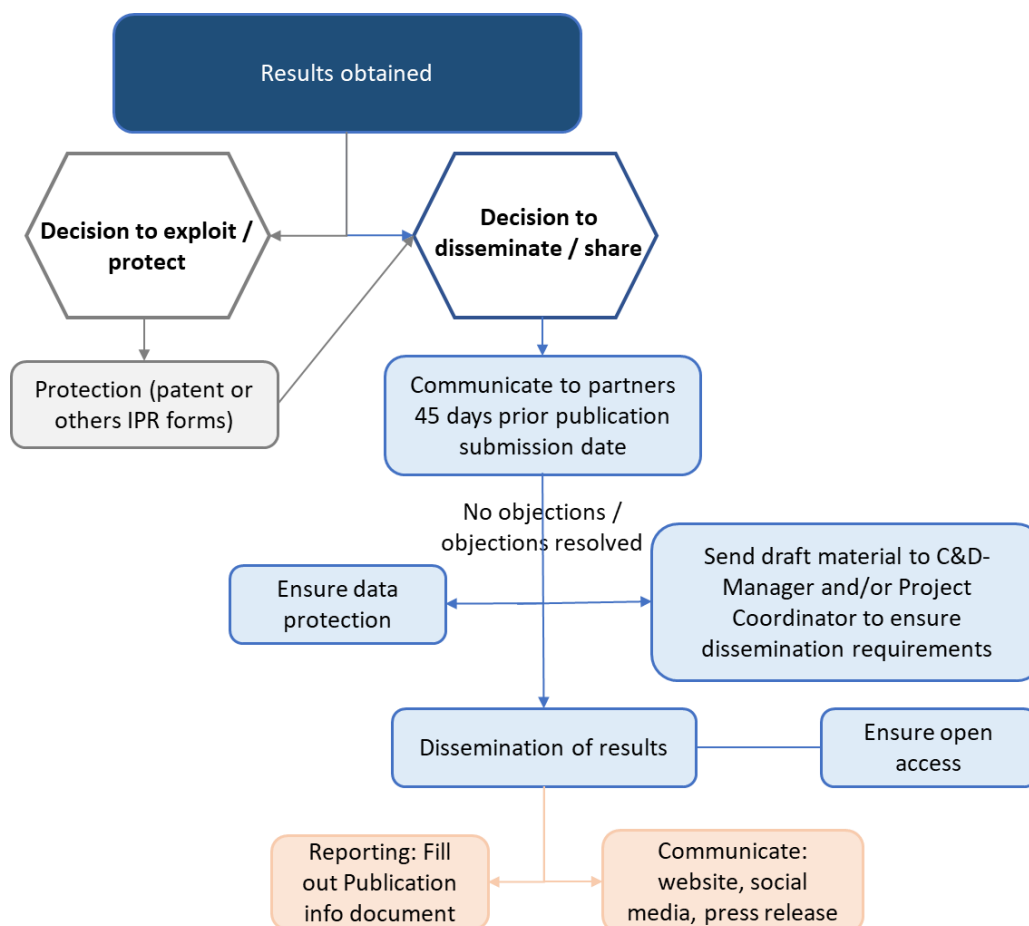 Results obtained
Decision to exploit /
protect
Decision to
disseminate / share
Protection (patent or
others IPR forms)
Communicate to partners
45 days prior publication
submission date
No objections /
objections resolved
Ensure data
protection
Send draft material to C&D-
Manager and/or Project
Coordinator to ensure
dissemination requirements
Dissemination of results
Ensure open
access
Reporting: Fill
out Publication
info document
Communicate:
website, social
media, press release